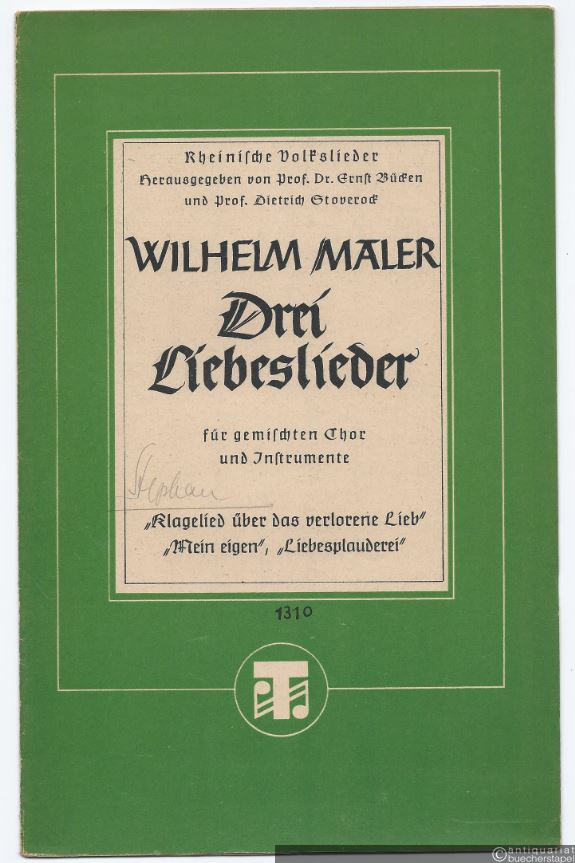 Rheinische Volkslieder
Herausgegeben von Prof. Dr. Ernst Bücken
und Prof. Dietrich Stoverock
WILHELM MALER
Drei
Liebeslieder
für gemischten Chor
und Instrumente
Stephan
„Klagelied über das verlorene Lieb"
„Mein eigen", „Liebesplauderei"
1310
T
antiquariat
buecherstapel